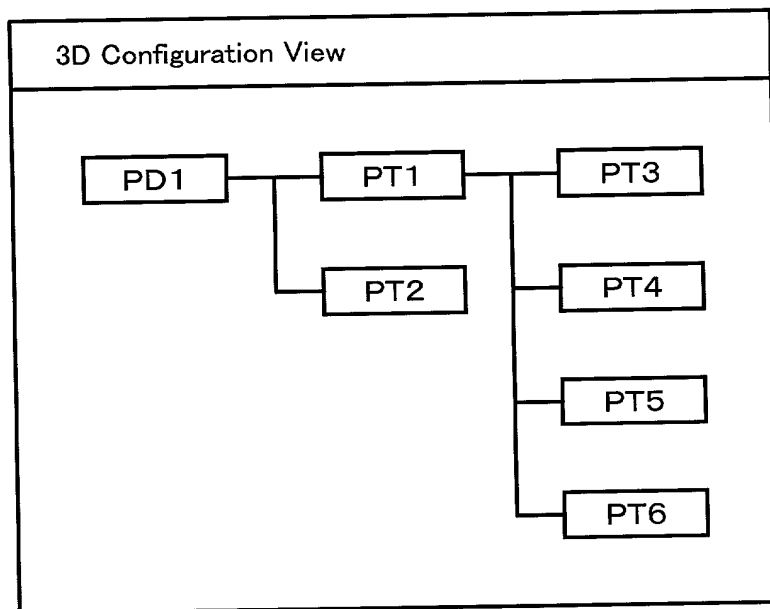 3D Configuration View
PD1
PT1
PT3
PT2
PT4
PT5
PT6